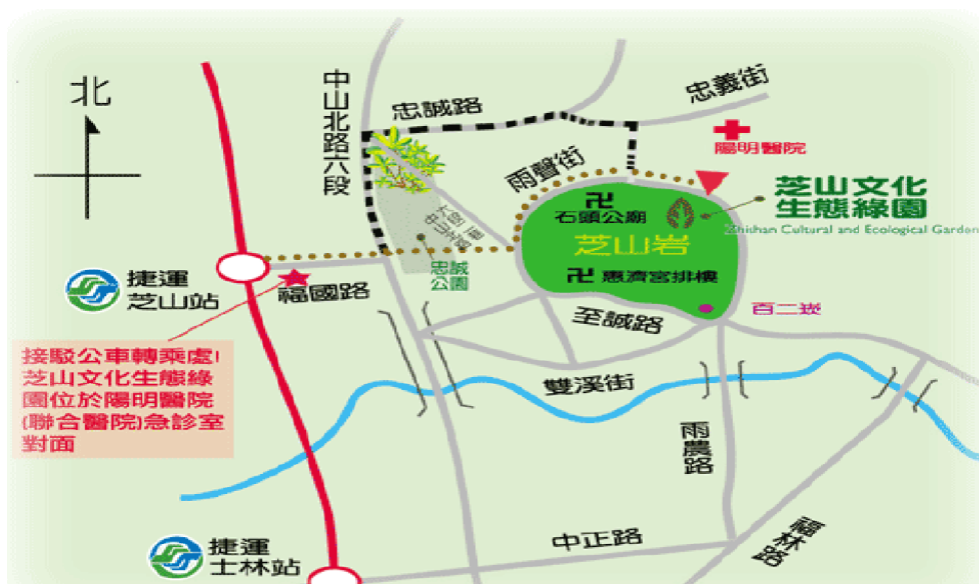 北
中山北路六段
忠誠路
忠義街
陽明醫院
雨聲街
卍
石頭公廟
芝山岩
卍 惠濟宮排樓
芝山文化
生態綠園
Zhishan Cultural and Ecological Garden
忠誠
公園
捷運
芝山站
福國路
百二崁
至誠路
接駁公車轉乘處!
芝山文化生態綠
園位於陽明醫院
(聯合醫院)急診室
對面
雙溪街
雨農路
捷運
士林站
中正路
福林路